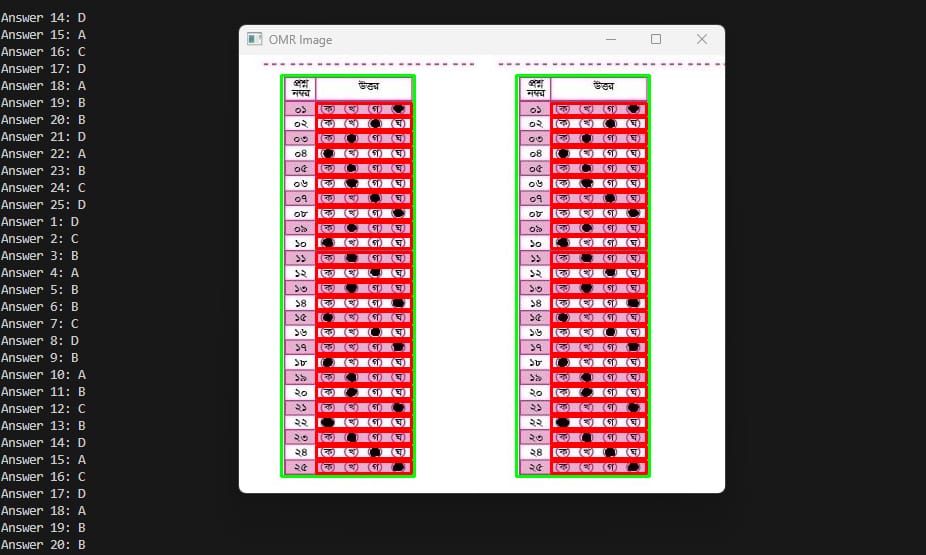 Answer 14: D
Answer 15: A
Answer 16: C
Answer 17: D
Answer 18: A
Answer 19: B
Answer 20: B
Answer 21: D
Answer 22: A
Answer 23: B
Answer 24: C
Answer 25: D
Answer 1: D
Answer 2: C
Answer 3: B
Answer 4: A
Answer 5: B
Answer 6: B
Answer 7: C
Answer 8: D
Answer 9: B
Answer 10: A
Answer 11: B
Answer 12: C
Answer 13: B
Answer 14: D
Answer 15: A
Answer 16: C
Answer 17: D
Answer 18: A
Answer 19: B
Answer 20: B
OMR Image
প্রশ্ন
নম্বর
উত্তর
০১ (ক) (খ) (গ)
০২ (ক) (খ) (ঘ)
০৩ (ক) (গ) (ঘ)
০৪ (খ) (গ) (ঘ)
০৫ (ক) (গ) (ঘ)
০৬ (ক) (গ) (ঘ)
০৭ (ক) (খ) (ঘ)
০৮ (ক) (খ) (গ)
০৯ (ক) (গ) (ঘ)
১০ (খ) (গ) (ঘ)
১১ (ক) (গ) (ঘ)
১২ (ক) (খ) (ঘ)
১৩ (ক) (গ) (ঘ)
১৪ (ক) (খ) (গ)
১৫ (খ) (গ) (ঘ)
১৬ (ক) (খ) (ঘ)
১৭ (ক) (খ) (গ)
১৮ (খ) (গ) (ঘ)
১৯ (ক) (গ) (ঘ)
২০ (ক) (গ) (ঘ)
২১ (ক) (খ) (গ)
২২ (খ) (গ) (ঘ)
২৩ (ক) (গ) (ঘ)
২৪ (ক) (খ) (ঘ)
২৫ (ক) (খ) (গ)
প্রশ্ন
নম্বর
উত্তর
০১ (ক) (খ) (গ)
০২ (ক) (খ) (ঘ)
০৩ (ক) (গ) (ঘ)
০৪ (খ) (গ) (ঘ)
০৫ (ক) (গ) (ঘ)
০৬ (ক) (গ) (ঘ)
০৭ (ক) (খ) (ঘ)
০৮ (ক) (খ) (গ)
০৯ (ক) (গ) (ঘ)
১০ (খ) (গ) (ঘ)
১১ (ক) (গ) (ঘ)
১২ (ক) (খ) (ঘ)
১৩ (ক) (গ) (ঘ)
১৪ (ক) (খ) (গ)
১৫ (খ) (গ) (ঘ)
১৬ (ক) (খ) (ঘ)
১৭ (ক) (খ) (গ)
১৮ (খ) (গ) (ঘ)
১৯ (ক) (গ) (ঘ)
২০ (ক) (গ) (ঘ)
২১ (ক) (খ) (গ)
২২ (খ) (গ) (ঘ)
২৩ (ক) (গ) (ঘ)
২৪ (ক) (খ) (ঘ)
২৫ (ক) (খ) (গ)